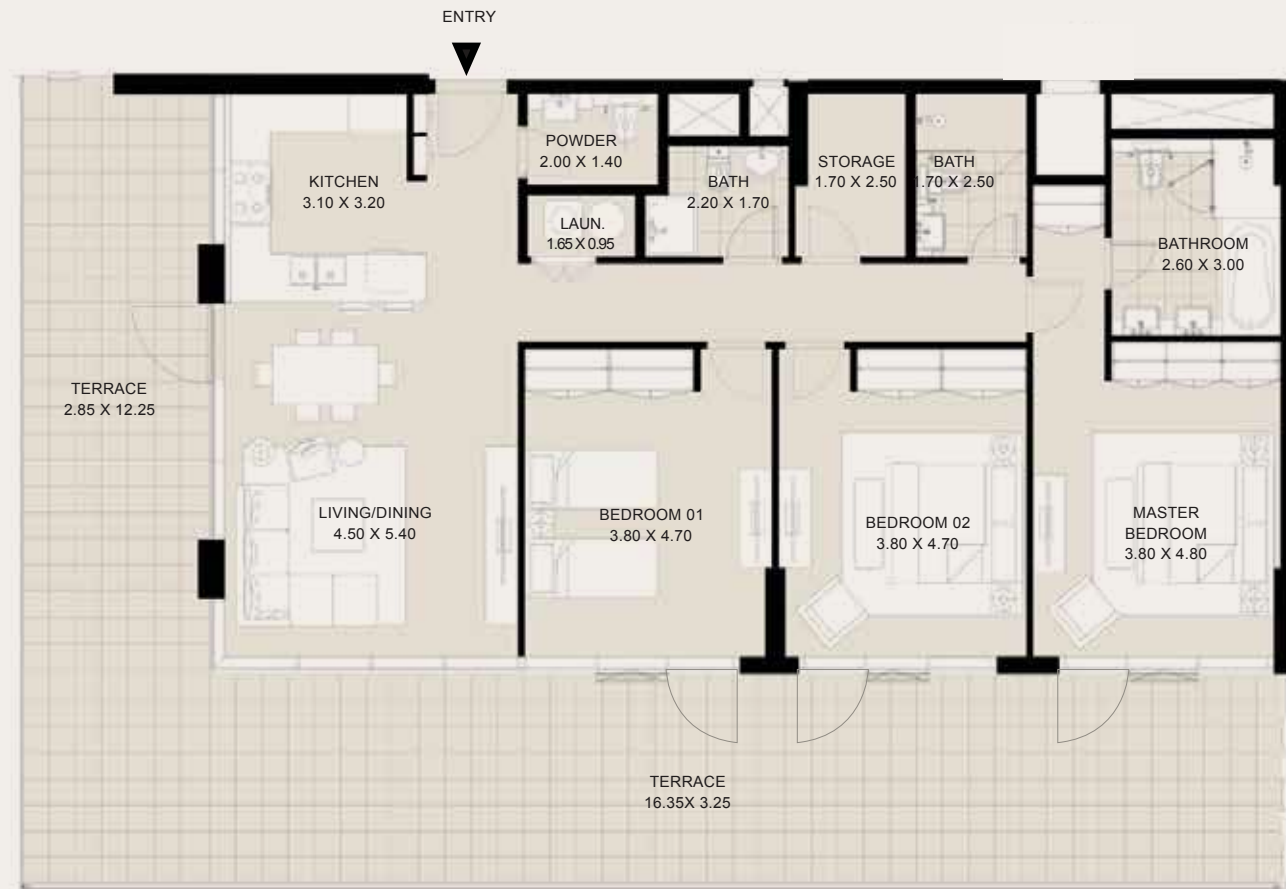 ENTRY
POWDER
2.00 X 1.40
KITCHEN
3.10 X 3.20
LAUN.
1.65 X 0.95
BATH
2.20 X 1.70
STORAGE
1.70 X 2.50
BATH
1.70 X 2.50
BATHROOM
2.60 X 3.00
TERRACE
2.85 X 12.25
LIVING/DINING
4.50 X 5.40
BEDROOM 01
3.80 X 4.70
BEDROOM 02
3.80 X 4.70
MASTER
BEDROOM
3.80 X 4.80
TERRACE
16.35X 3.25